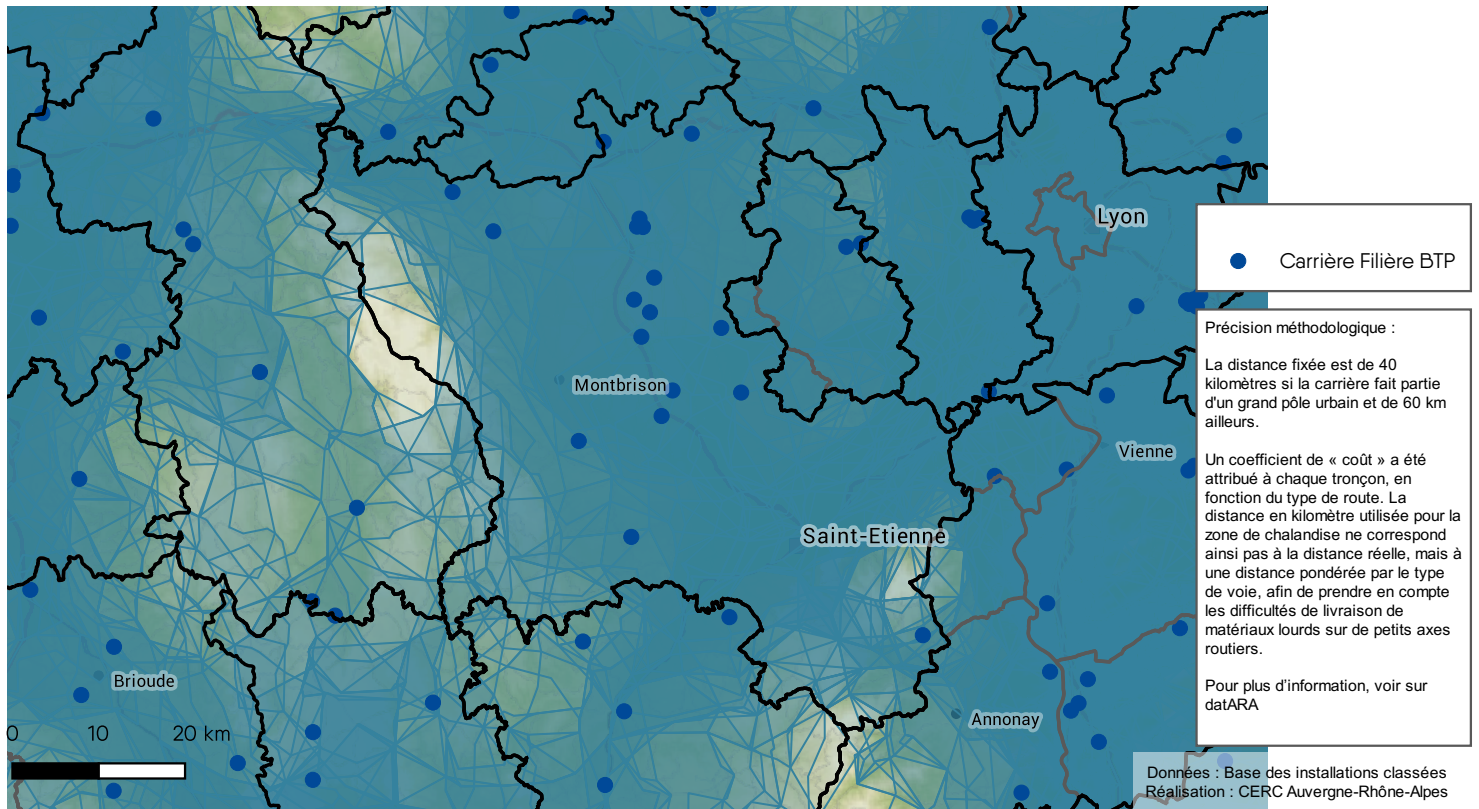 Lyon
Carrière Filière BTP
Précision méthodologique :
La distance fixée est de 40
kilomètres si la carrière fait partie
d'un grand pôle urbain et de 60 km
ailleurs.
Un coefficient de « coût » a été
attribué à chaque tronçon, en
fonction du type de route. La
distance en kilomètre utilisée pour la
zone de chalandise ne correspond
ainsi pas à la distance réelle, mais à
une distance pondérée par le type
de voie, afin de prendre en compte
les difficultés de livraison de
matériaux lourds sur de petits axes
routiers.
Pour plus d'information, voir sur
datARA
Montbrison
Vienne
Saint-Etienne
Brioude
Annonay
0 10 20 km
Données : Base des installations classées
Réalisation : CERC Auvergne-Rhône-Alpes